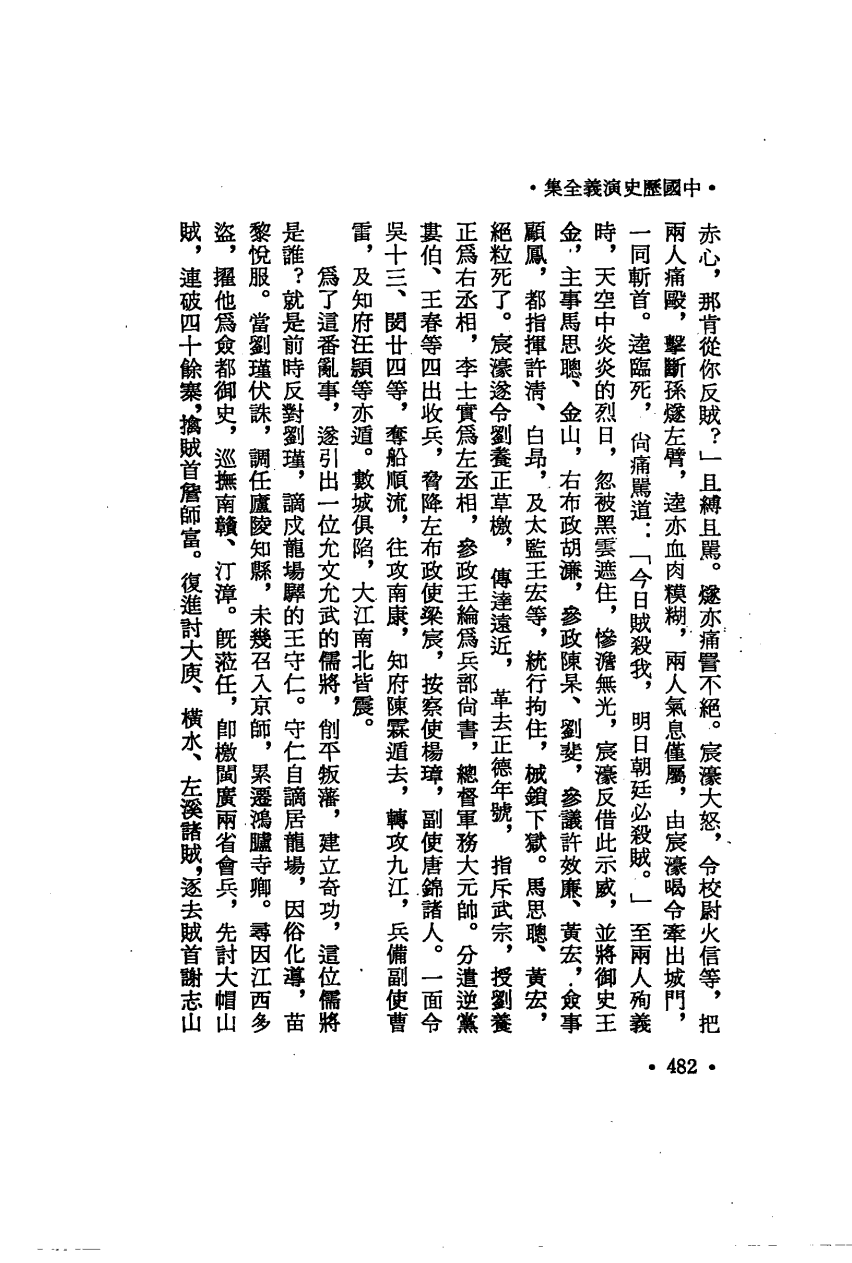 ·中國歷史演義全集·
赤心，那肯從你反賊？」且縛且罵。燧亦痛詈不絕。宸濠大怒，令校尉火信等，把
兩人痛毆，擊斷孫燧左臂，逵亦血肉糢糊，兩人氣息僅屬，由宸濠喝令牽出城門，
一同斬首。逵臨死，尙痛罵道：「今日賊殺我，明日朝廷必殺賊。」至兩人殉義
時，天空中炎炎的烈日，忽被黑雲遮住，慘澹無光，宸濠反借此示威，並將御史王
金，主事馬思聰、金山，右布政胡濂，參政陳杲、劉斐，參議許效廉、黃宏，僉事
顧鳳，都指揮許淸、白昻，及太監王宏等，統行拘住，械鎖下獄。馬思聰、黃宏，
絕粒死了。宸濠遂令劉養正草檄，傳達遠近，革去正德年號，指斥武宗，授劉養
正爲右丞相，李士實爲左丞相，參政王綸爲兵部尙書，總督軍務大元帥。分遣逆黨
婁伯、王春等四出收兵，脅降左布政使梁宸，按察使楊璋，副使唐錦諸人。一面令
吳十三、閔廿四等，奪船順流，往攻南康，知府陳霖遁去，轉攻九江，兵備副使曹
雷，及知府汪頴等亦遁。數城俱陷，大江南北皆震。
爲了這番亂事，遂引出一位允文允武的儒將，創平叛藩，建立奇功，這位儒將
是誰？就是前時反對劉瑾，謫戍龍場驛的王守仁。守仁自謫居龍場，因俗化導，苗
黎悅服。當劉瑾伏誅，調任廬陵知縣，未幾召入京師，累遷鴻臚寺卿。尋因江西多
盜，擢他爲僉都御史，巡撫南贛、汀漳。旣蒞任，卽檄閩廣兩省會兵，先討大帽山
賊，連破四十餘寨，擒賊首詹師富。復進討大庾、橫水、左溪諸賊，逐去賊首謝志山
·482·